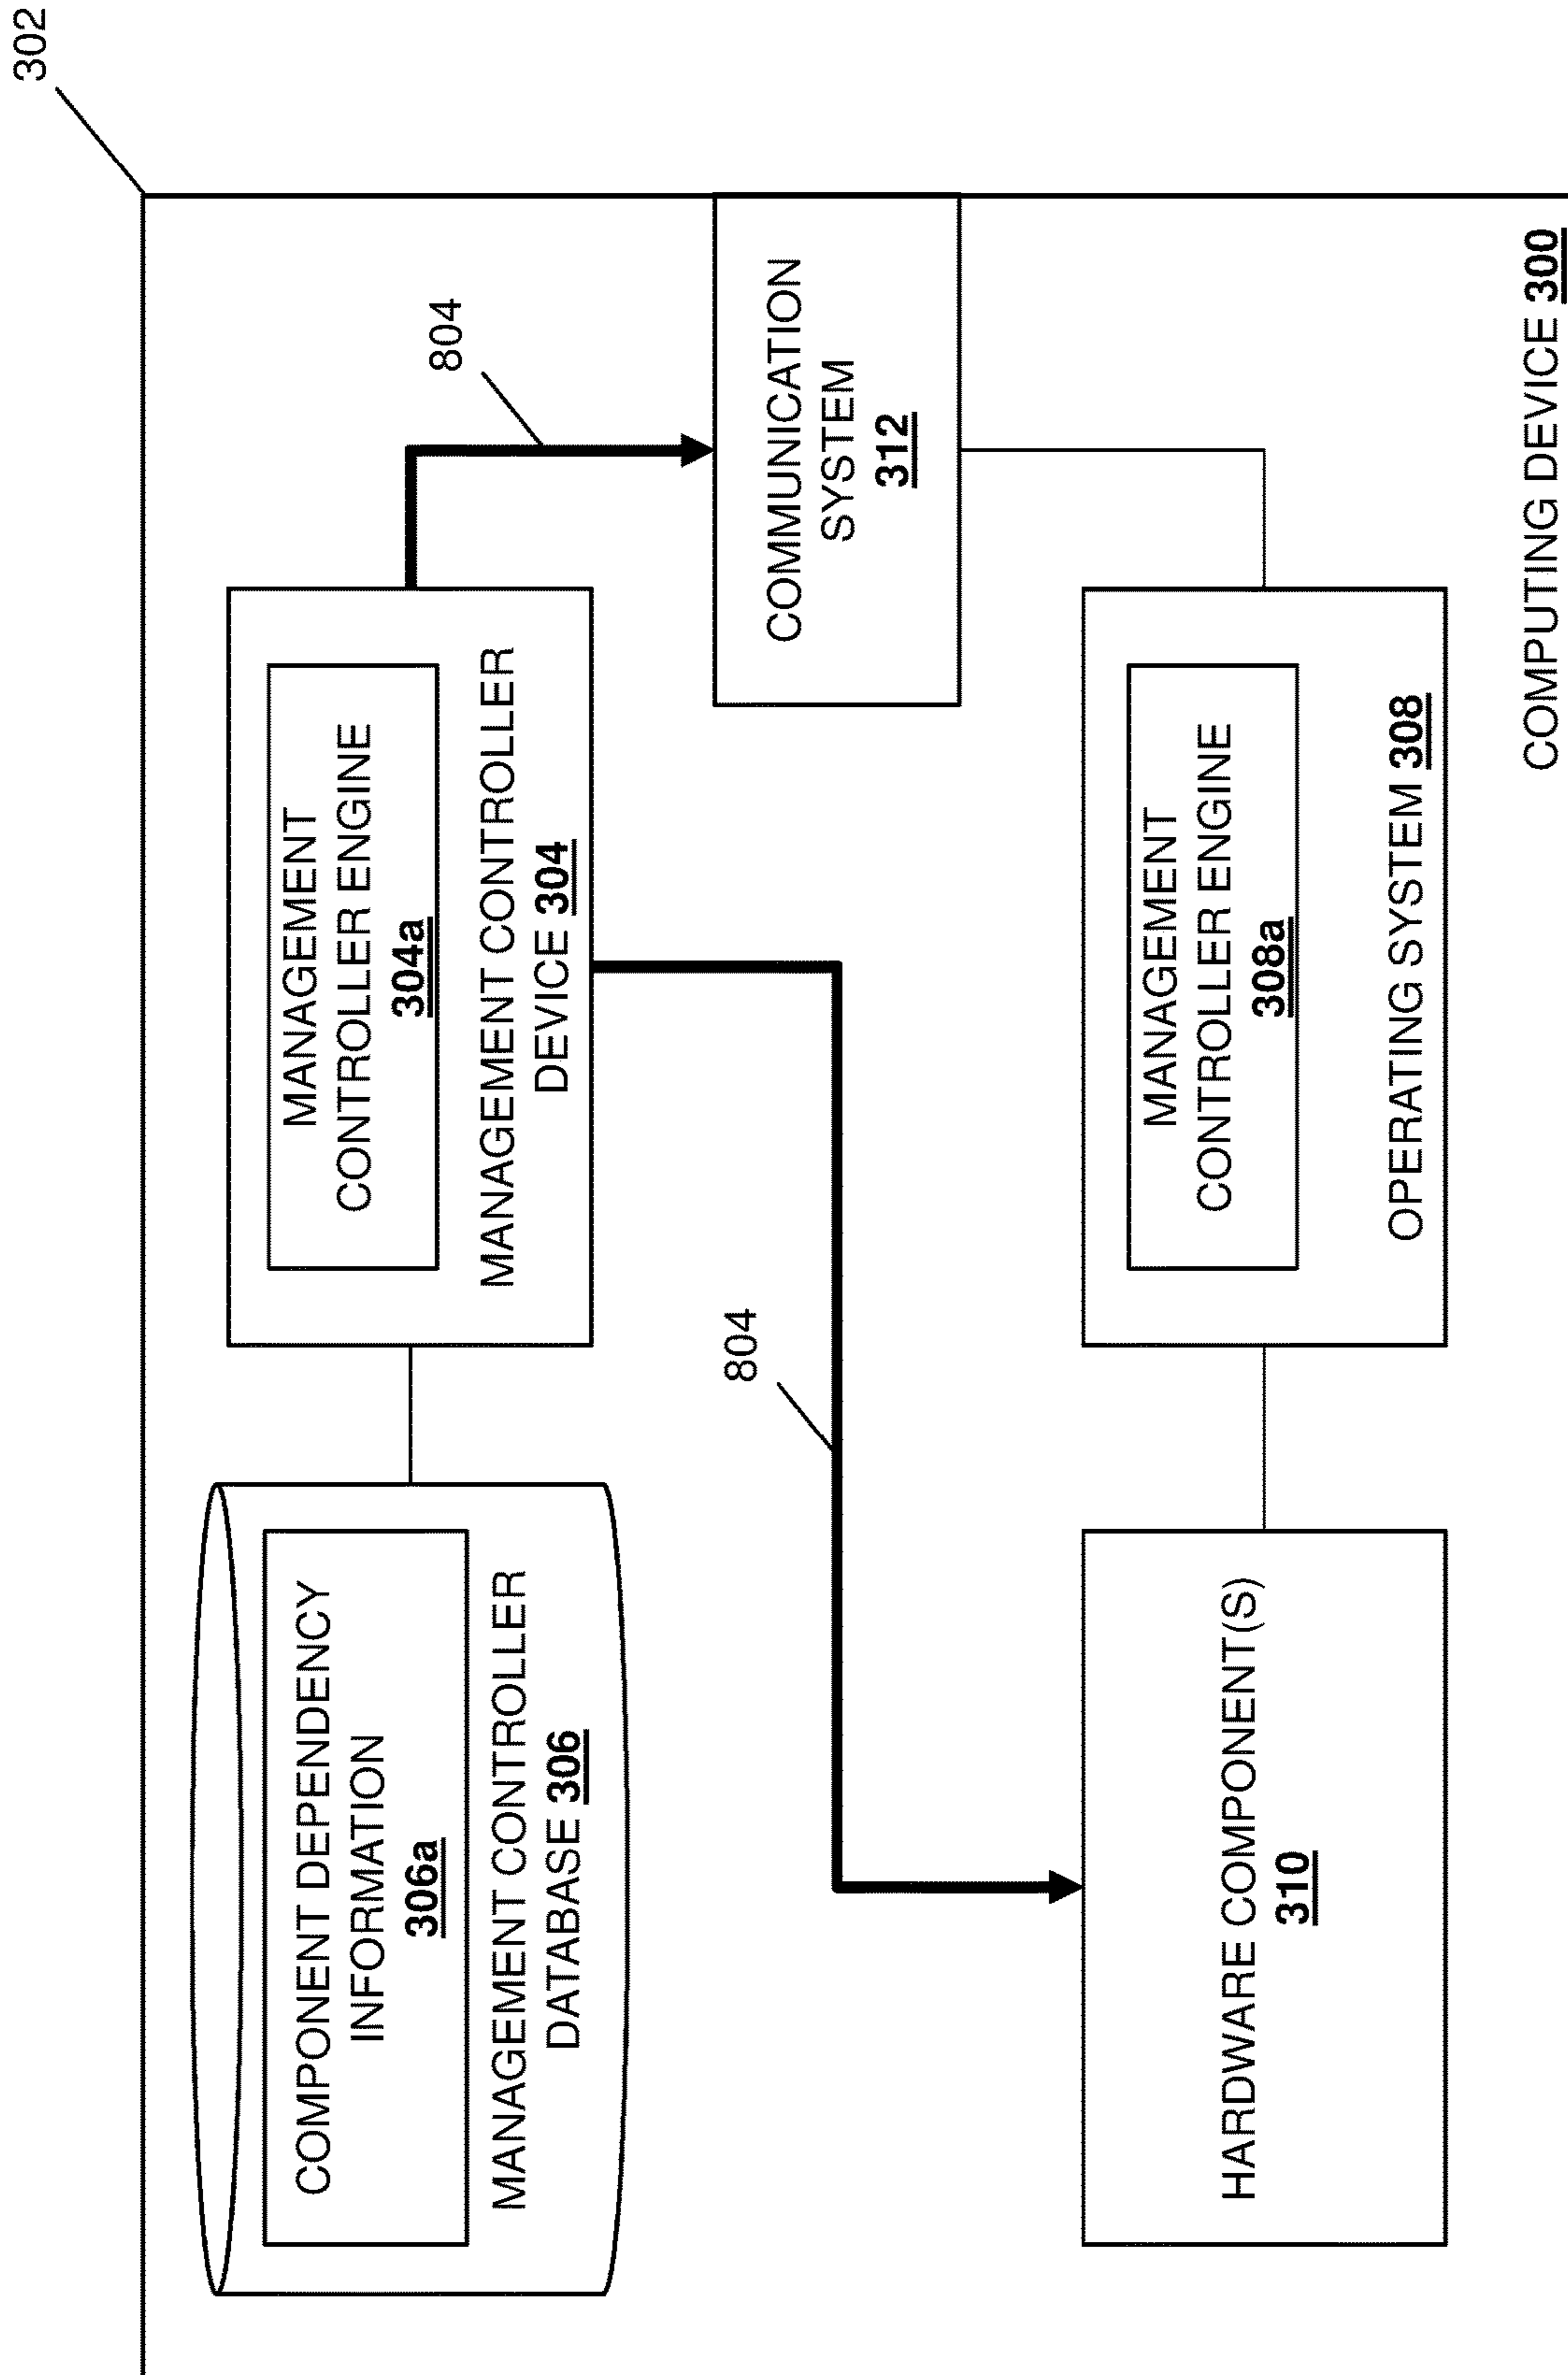 302
COMPONENT DEPENDENCY
INFORMATION
306a
MANAGEMENT CONTROLLER
DATABASE 306
MANAGEMENT
CONTROLLER ENGINE
304a
MANAGEMENT CONTROLLER
DEVICE 304
804
804
COMMUNICATION
SYSTEM
312
HARDWARE COMPONENT(S)
310
MANAGEMENT
CONTROLLER ENGINE
308a
OPERATING SYSTEM 308
COMPUTING DEVICE 300